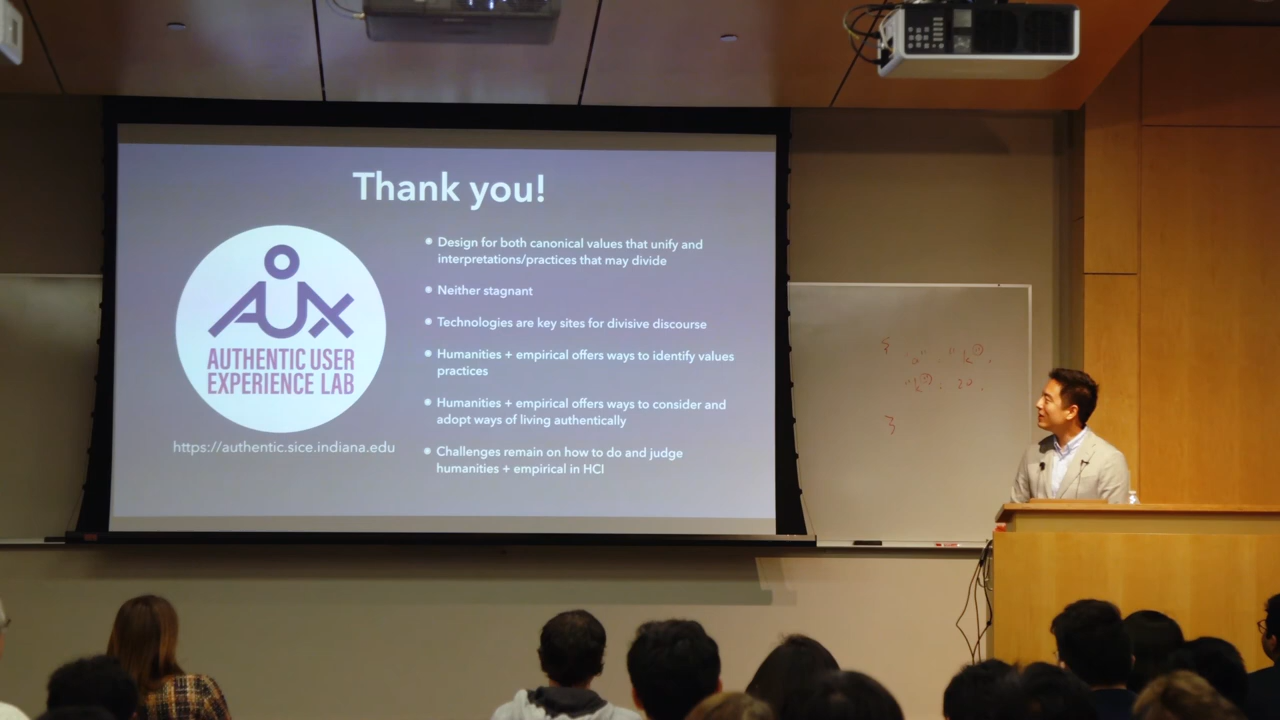 Thank you!
AUX
AUTHENTIC USER
EXPERIENCE LAB
https://authentic.sice.indiana.edu
Design for both canonical values that unify and
interpretations/practices that may divide
Neither stagnant
Technologies are key sites for divisive discourse
Humanities + empirical offers ways to identify values
practices
Humanities + empirical offers ways to consider and
adopt ways of living authentically
Challenges remain on how to do and judge
humanities + empirical in HCI